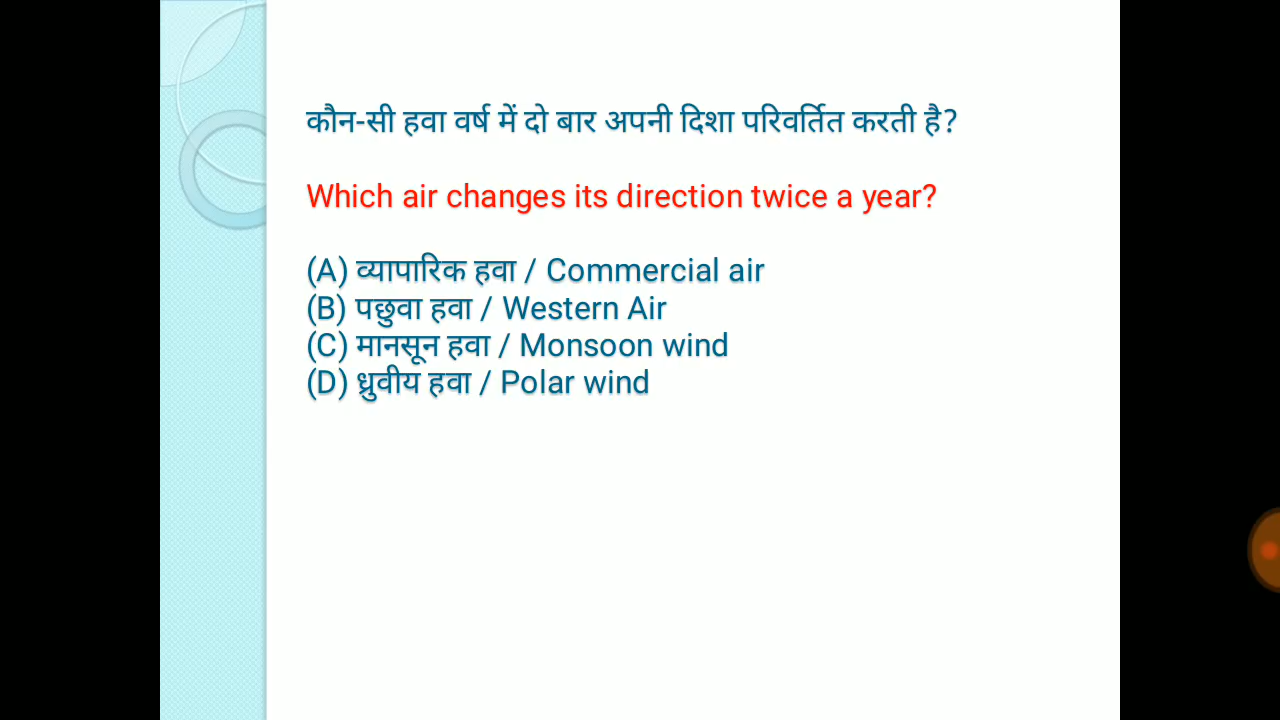 कौन-सी हवा वर्ष में दो बार अपनी दिशा परिवर्तित करती है?
Which air changes its direction twice a year?
(A) व्यापारिक हवा / Commercial air
(B) पछुवा हवा / Western Air
(C) मानसून हवा / Monsoon wind
(D) ध्रुवीय हवा / Polar wind